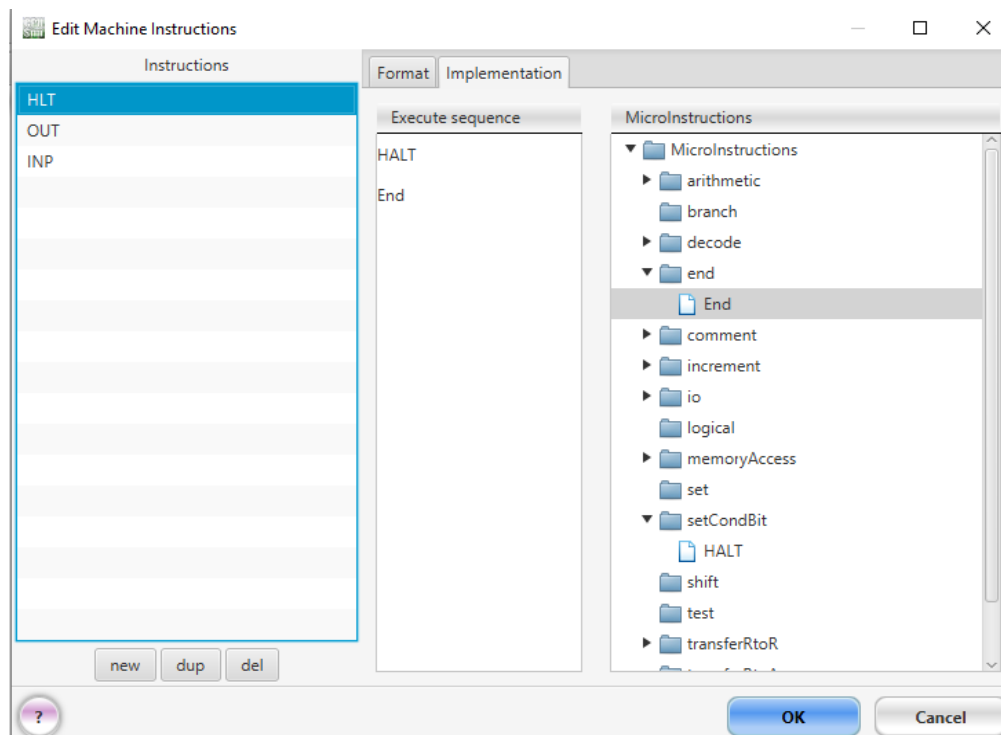 Edit Machine Instructions
Instructions
HLT
OUT
INP
new dup del
Format Implementation
Execute sequence
HALT
End
MicroInstructions
MicroInstructions
arithmetic
branch
decode
end
End
comment
increment
io
logical
memoryAccess
set
setCondBit
HALT
shift
test
transferRtoR
?
OK
Cancel